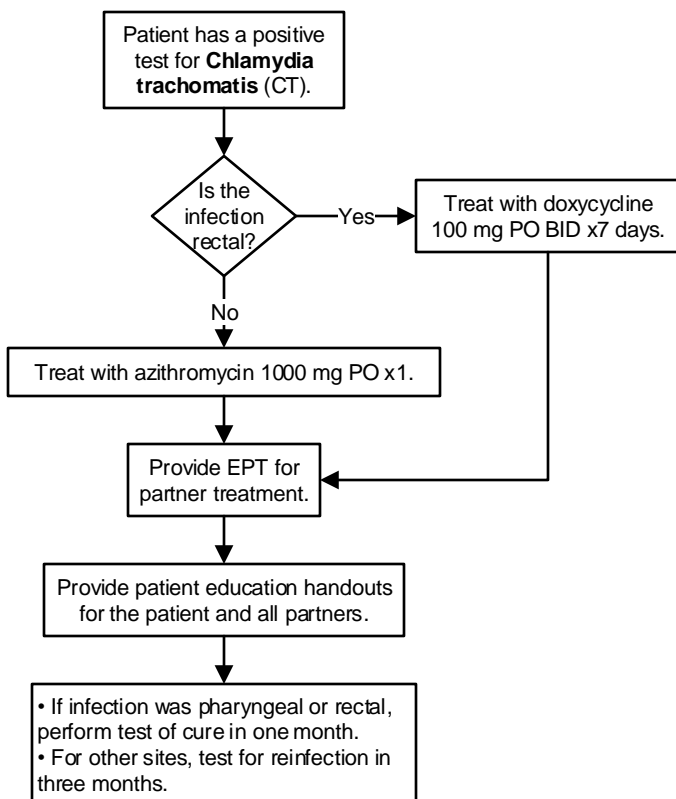 Patient has a positive
test for Chlamydia
trachomatis (CT).
Is the
infection
rectal?
Yes
Treat with doxycycline
100 mg PO BID x7 days.
No
Treat with azithromycin 1000 mg PO x1.
Provide EPT for
partner treatment.
Provide patient education handouts
for the patient and all partners.
• If infection was pharyngeal or rectal,
perform test of cure in one month.
• For other sites, test for reinfection in
three months.